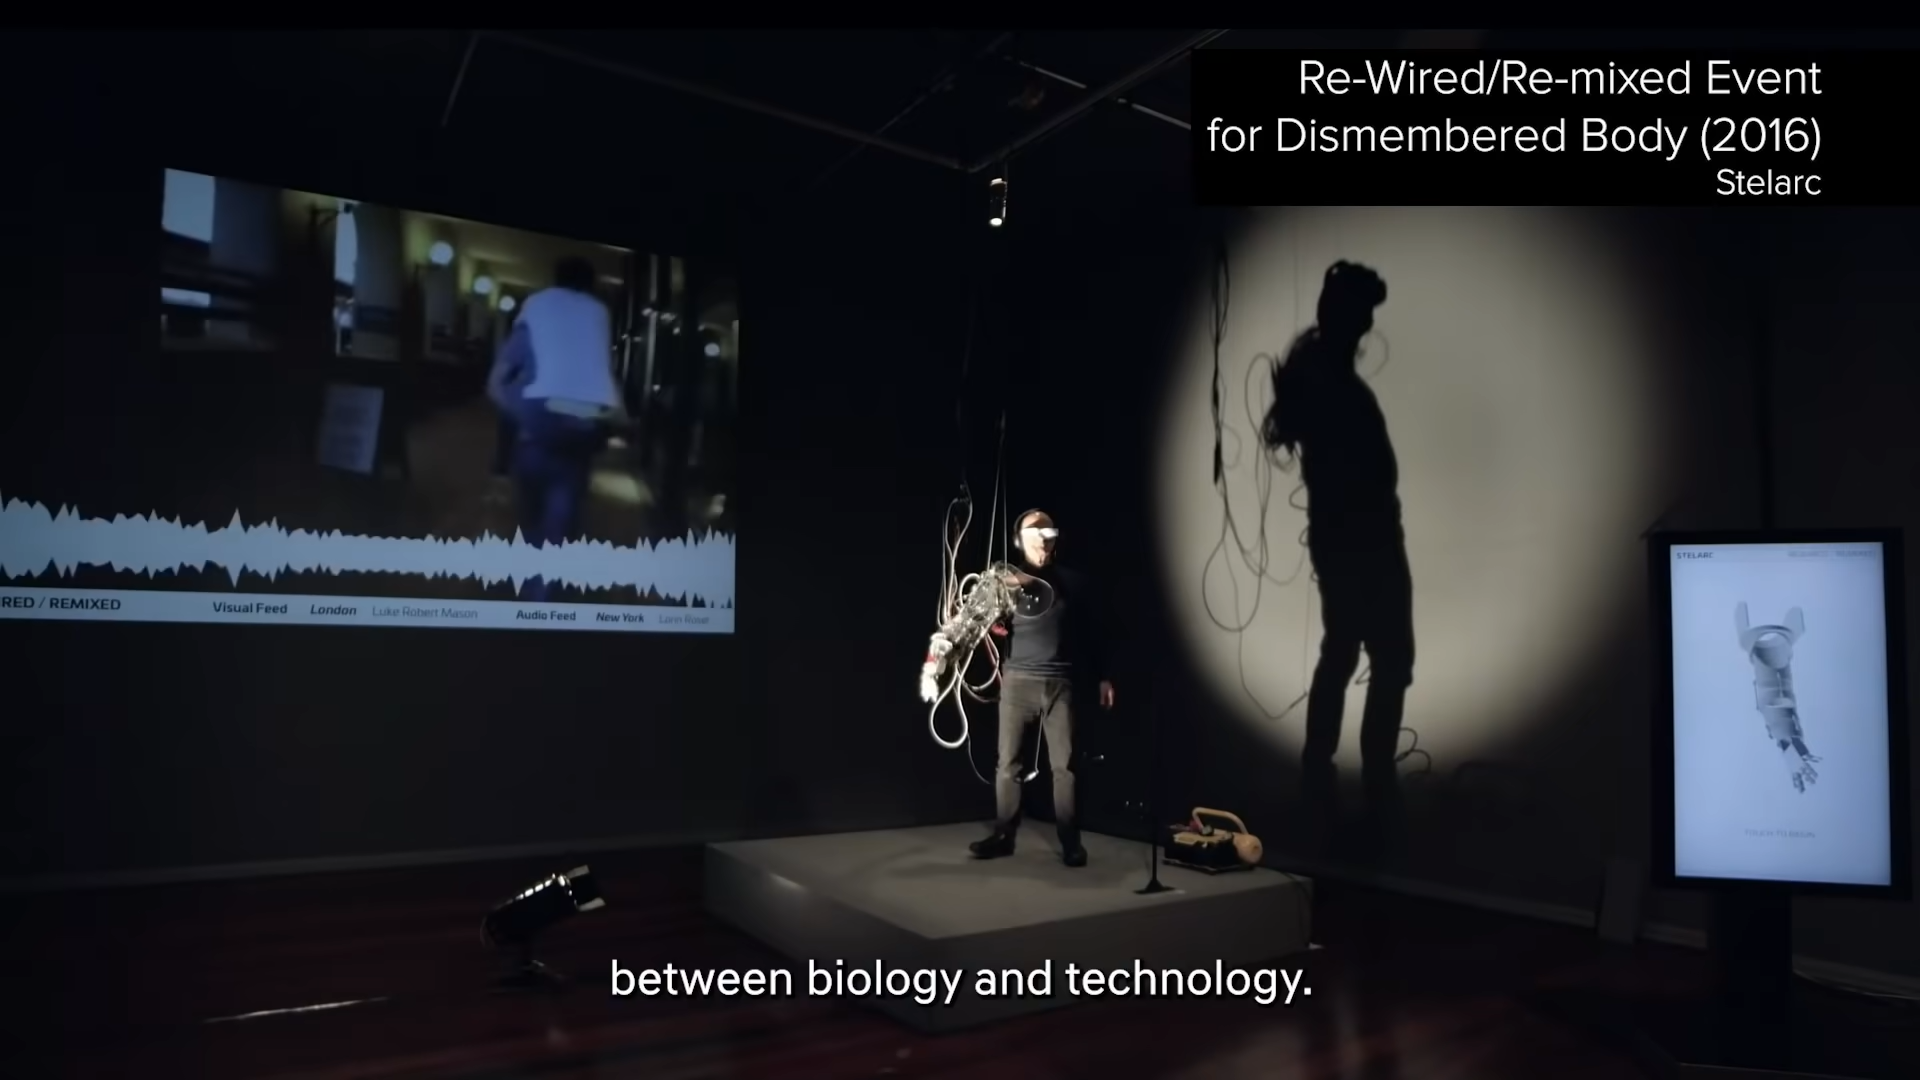 Re-Wired/Re-mixed Event
for Dismembered Body (2016)
Stelarc
RED / REMIXED Visual Feed London Luke Robert Mason Audio Feed New York
STELARC
between biology and technology.